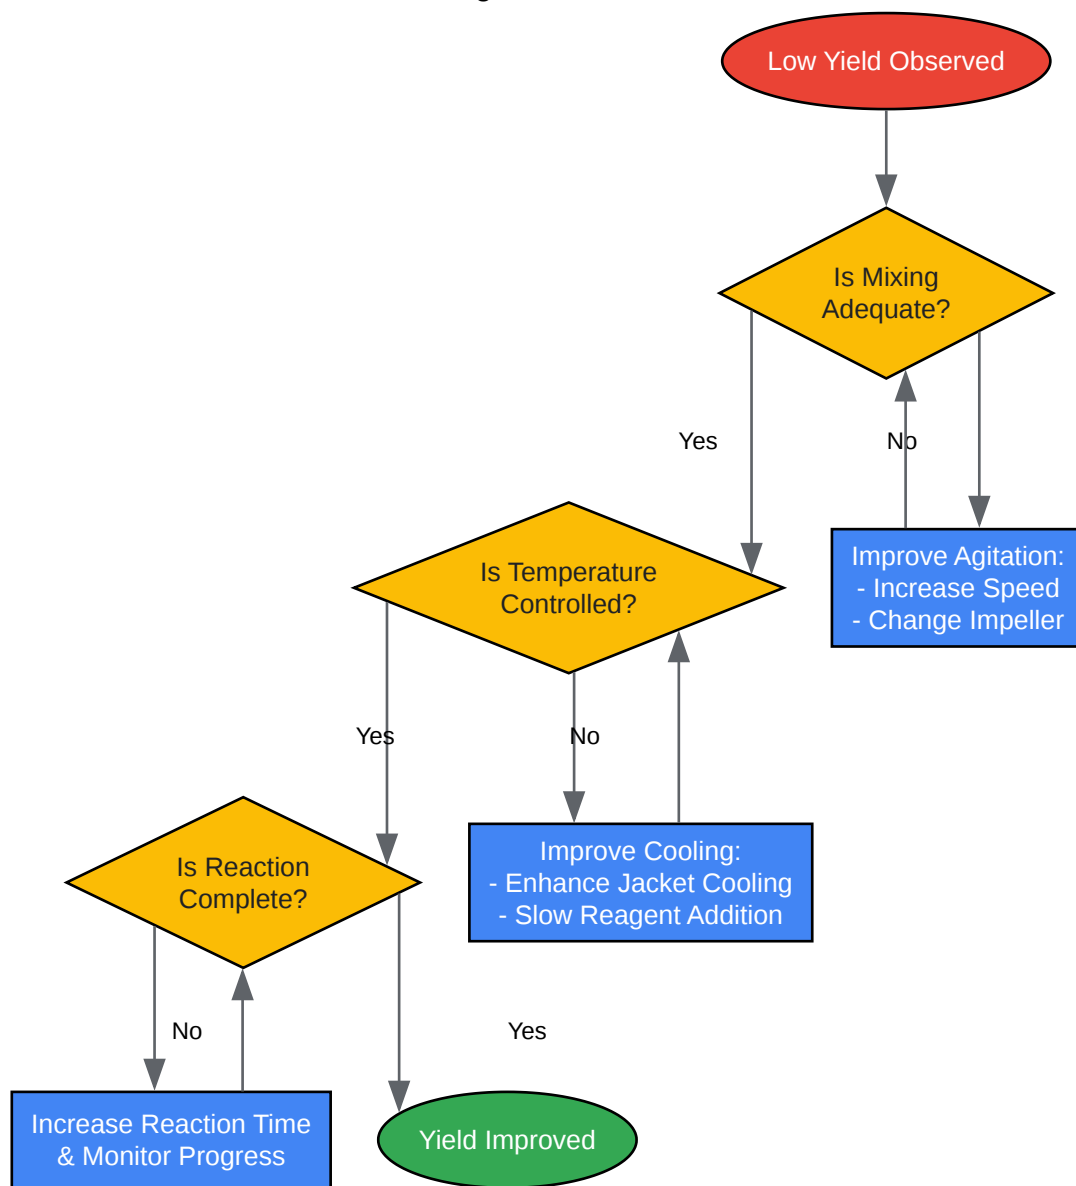 Low Yield Observed
Is Mixing
Adequate?
Yes
No
Improve Agitation:
- Increase Speed
- Change Impeller
Is Temperature
Controlled?
Yes
No
Improve Cooling:
- Enhance Jacket Cooling
- Slow Reagent Addition
Is Reaction
Complete?
No
Yes
Increase Reaction Time
& Monitor Progress
Yield Improved